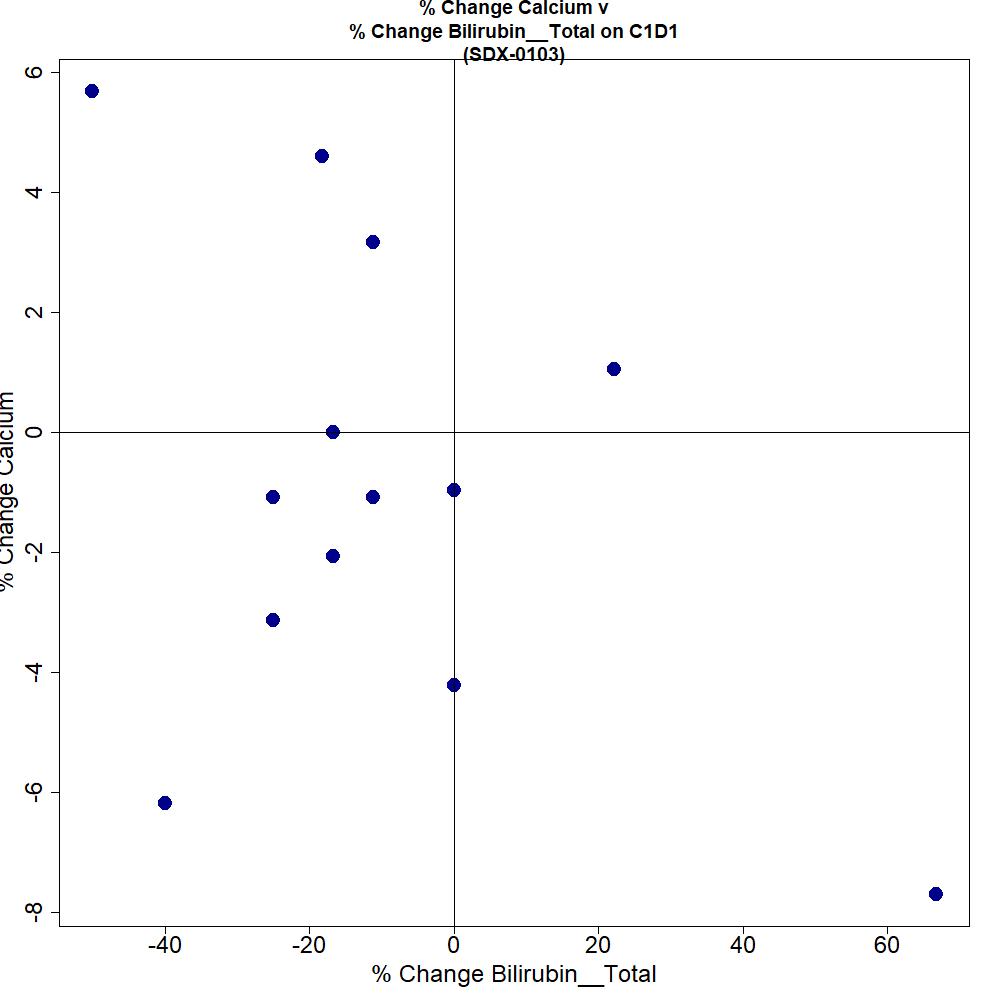 % Change Calcium v
% Change Bilirubin__Total on C1D1
(SDX-0103)
% Change Calcium
6
4
2
0
-2
-4
-6
-8
-40
-20
0
20
40
60
% Change Bilirubin__Total